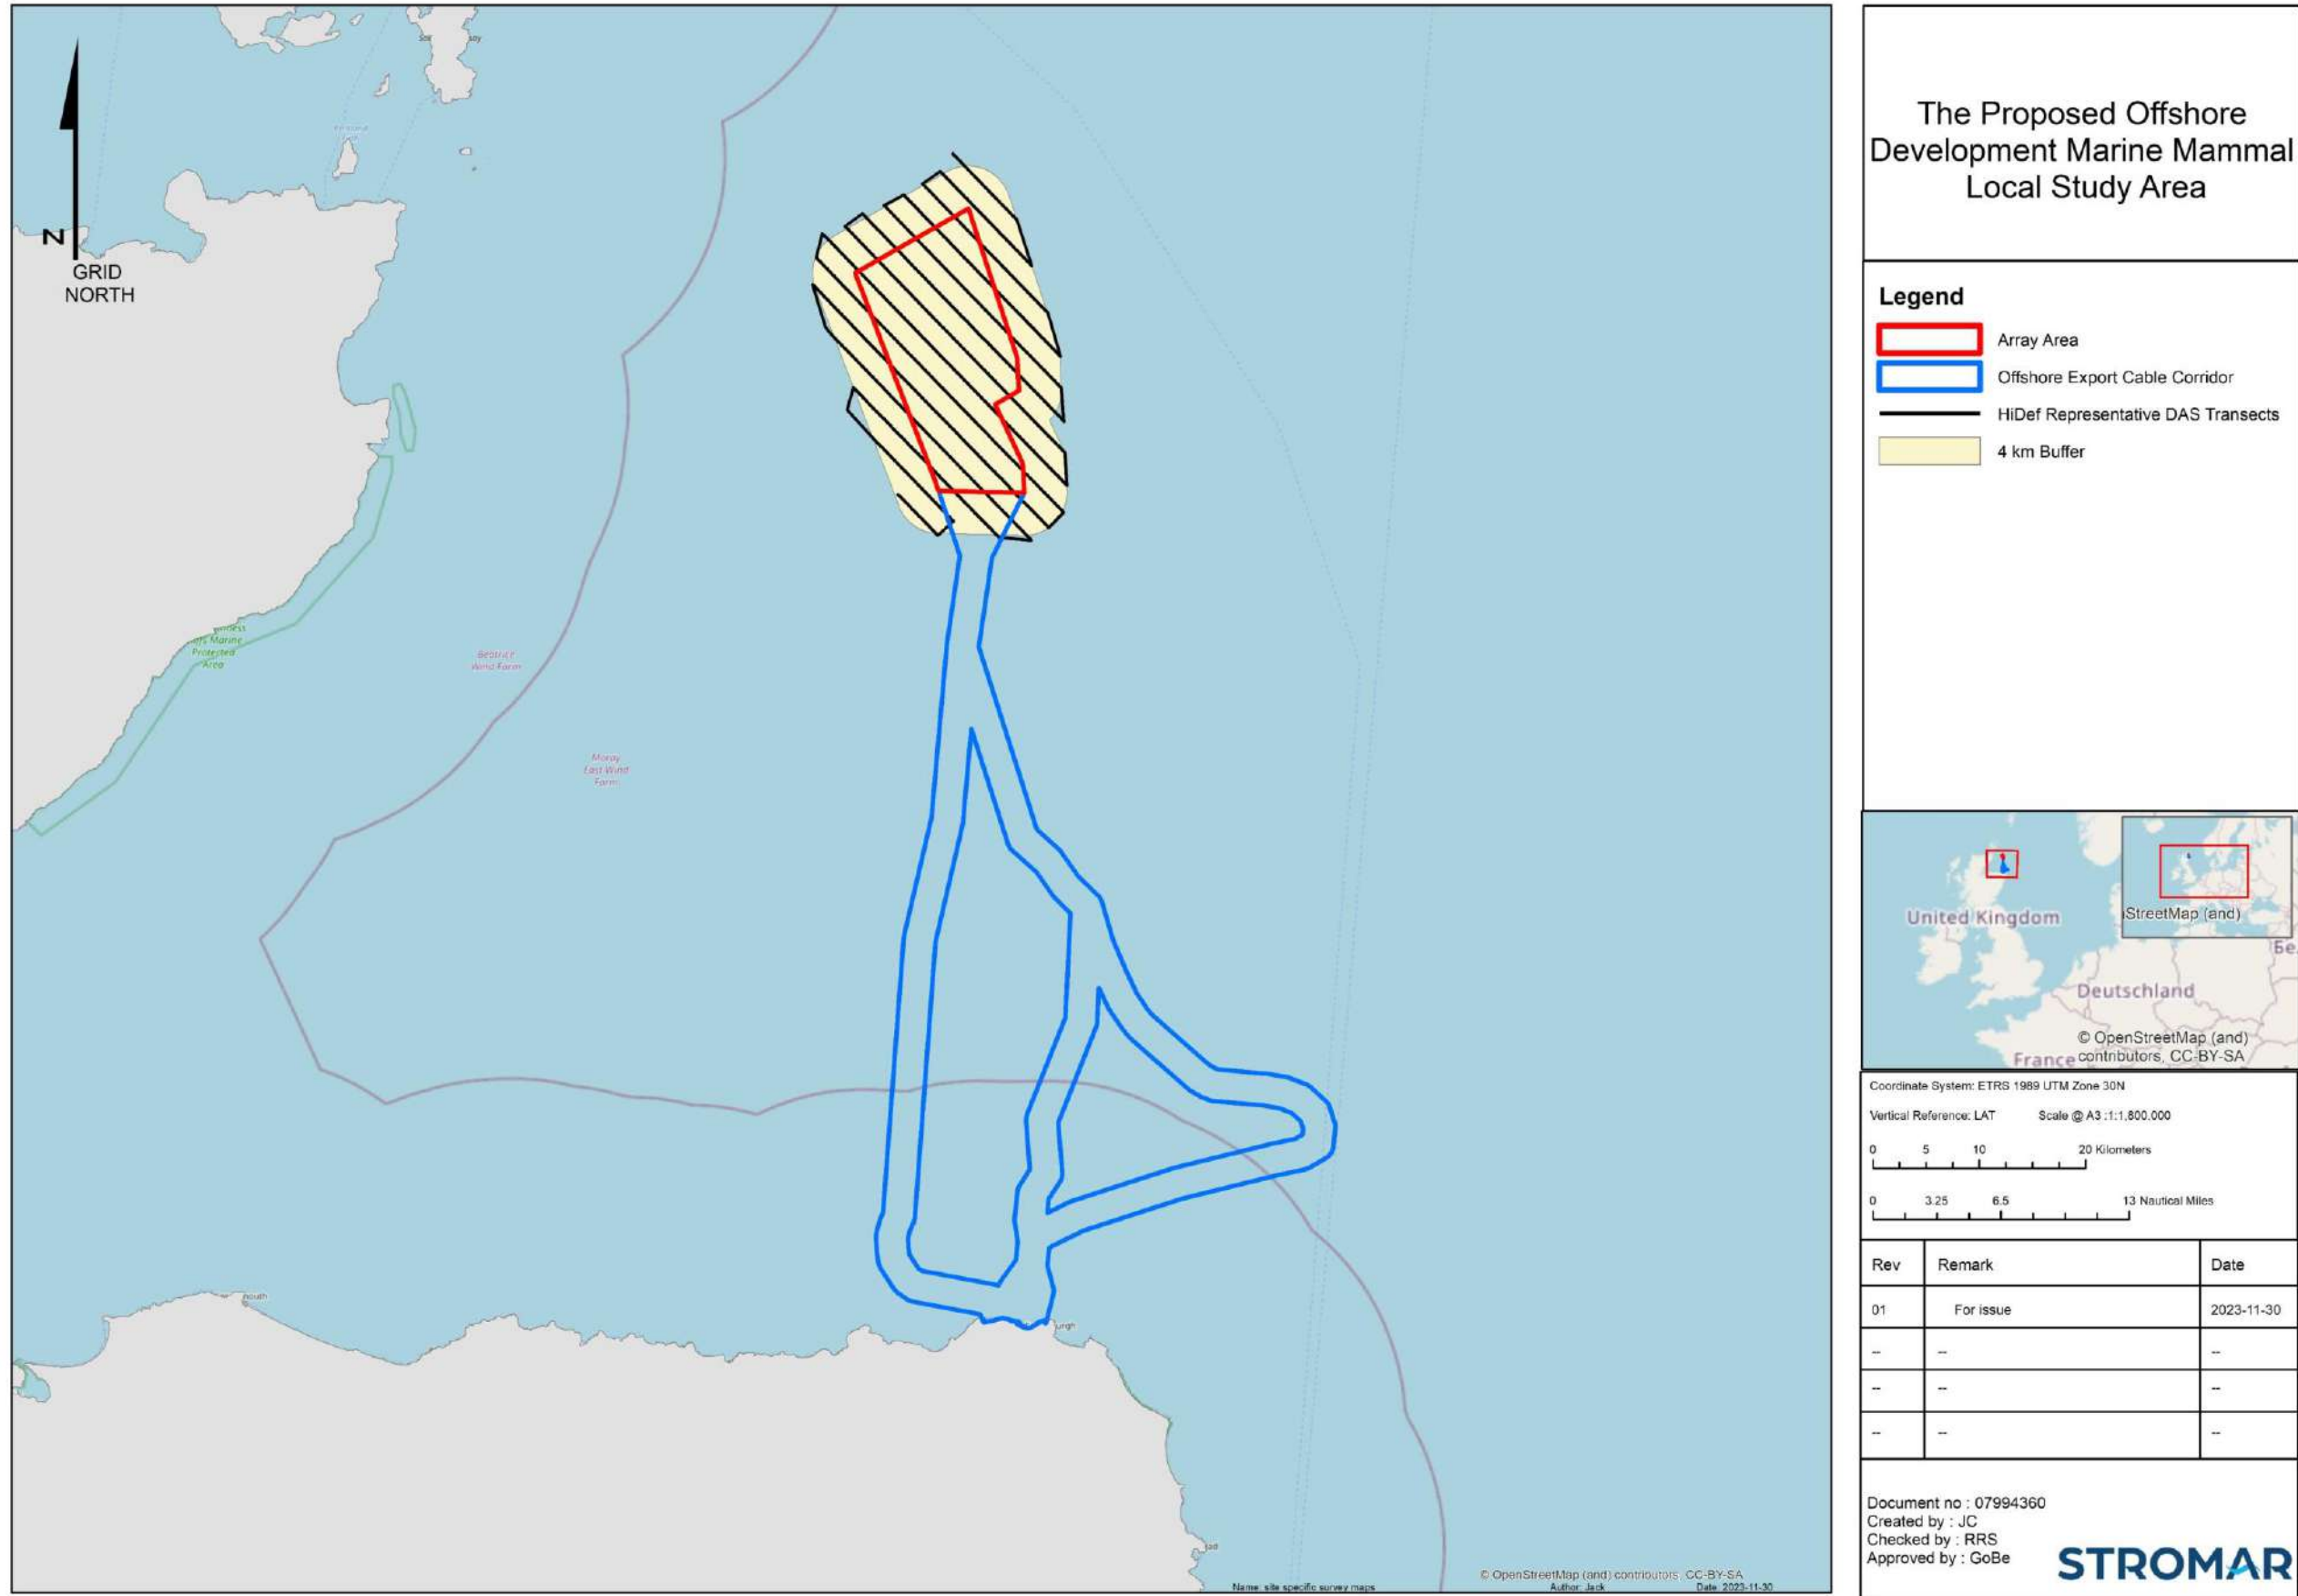 GRID
NORTH
N
Beatrice
Wind Farm
Moray
East Wind
Farm
Marine
Protected
Area
© OpenStreetMap (and) contributors, CC-BY-SA
Name: site specific survey maps
Author: Jack
Date: 2023-11-30
The Proposed Offshore
Development Marine Mammal
Local Study Area
Legend
Array Area
Offshore Export Cable Corridor
HiDef Representative DAS Transects
4 km Buffer
United Kingdom
Deutschland
France
StreetMap (and)
© OpenStreetMap (and)
contributors, CC-BY-SA
Coordinate System: ETRS 1989 UTM Zone 30N
Vertical Reference: LAT Scale @ A3 :1:1,800.000
0 5 10 20 Kilometers
0 3.25 6.5 13 Nautical Miles
Rev Remark Date
01 For issue 2023-11-30
-- -- --
-- -- --
-- -- --
Document no : 07994360
Created by : JC
Checked by : RRS
Approved by : GoBe
STROMAR